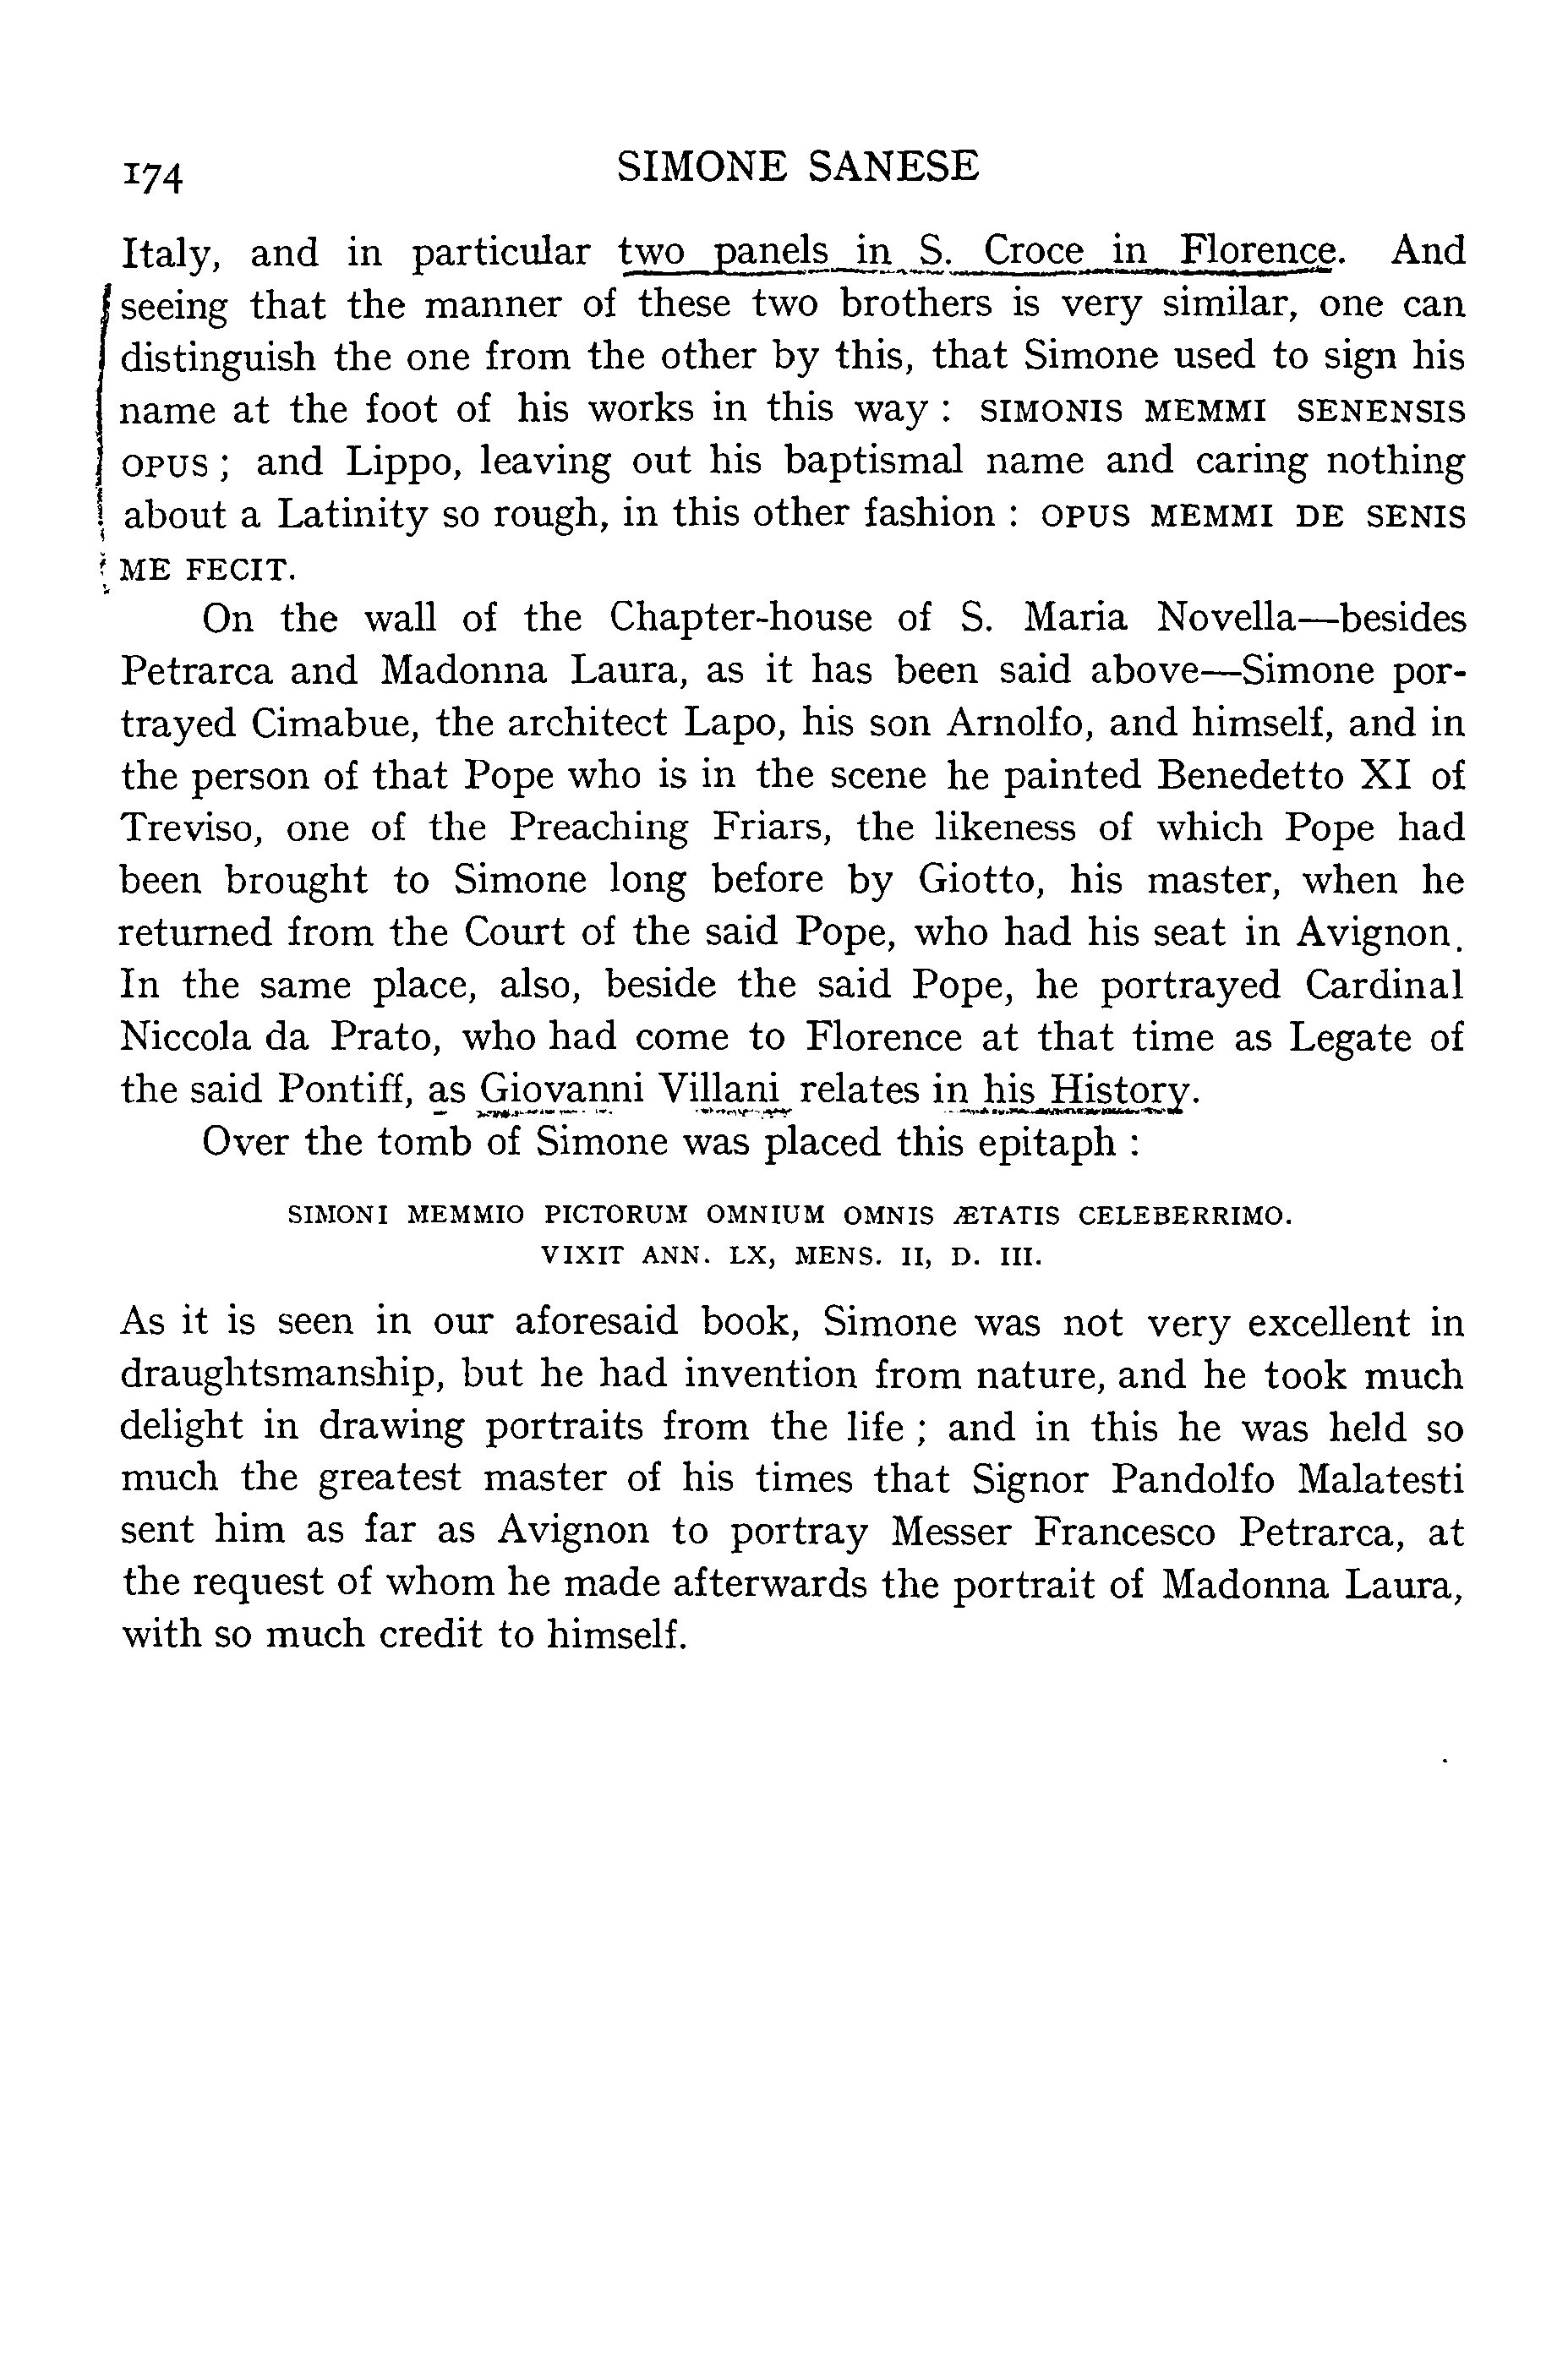 174 SIMONE SANESE
Italy, and in particular two panels in S. Croce in Florence. And
seeing that the manner of these two brothers is very similar, one can
distinguish the one from the other by this, that Simone used to sign his
name at the foot of his works in this way : SIMONIS MEMMI SENENSIS
OPUS ; and Lippo, leaving out his baptismal name and caring nothing
about a Latinity so rough, in this other fashion : OPUS MEMMI DE SENIS
ME FECIT.
On the wall of the Chapter-house of S. Maria Novella—besides
Petrarca and Madonna Laura, as it has been said above—Simone por-
trayed Cimabue, the architect Lapo, his son Arnolfo, and himself, and in
the person of that Pope who is in the scene he painted Benedetto XI of
Treviso, one of the Preaching Friars, the likeness of which Pope had
been brought to Simone long before by Giotto, his master, when he
returned from the Court of the said Pope, who had his seat in Avignon.
In the same place, also, beside the said Pope, he portrayed Cardinal
Niccola da Prato, who had come to Florence at that time as Legate of
the said Pontiff, as Giovanni Villani relates in his History.
Over the tomb of Simone was placed this epitaph :
SIMONI MEMMIO PICTORUM OMNIUM OMNIS ÆTATIS CELEBERRIMO.
VIXIT ANN. LX, MENS. II, D. III.
As it is seen in our aforesaid book, Simone was not very excellent in
draughtsmanship, but he had invention from nature, and he took much
delight in drawing portraits from the life ; and in this he was held so
much the greatest master of his times that Signor Pandolfo Malatesti
sent him as far as Avignon to portray Messer Francesco Petrarca, at
the request of whom he made afterwards the portrait of Madonna Laura,
with so much credit to himself.